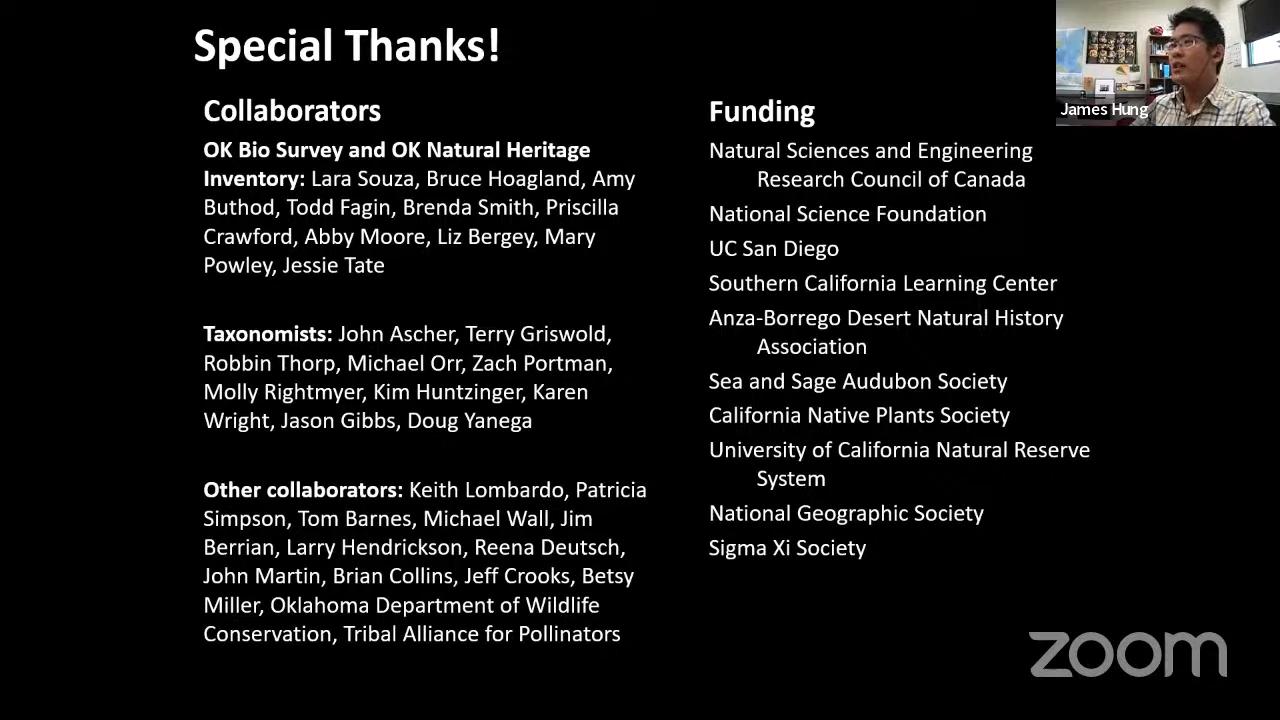 Special Thanks!
Collaborators
OK Bio Survey and OK Natural Heritage
Inventory: Lara Souza, Bruce Hoagland, Amy
Buthod, Todd Fagin, Brenda Smith, Priscilla
Crawford, Abby Moore, Liz Bergey, Mary
Powley, Jessie Tate
Taxonomists: John Ascher, Terry Griswold,
Robbin Thorp, Michael Orr, Zach Portman,
Molly Rightmyer, Kim Huntzinger, Karen
Wright, Jason Gibbs, Doug Yanega
Other collaborators: Keith Lombardo, Patricia
Simpson, Tom Barnes, Michael Wall, Jim
Berrian, Larry Hendrickson, Reena Deutsch,
John Martin, Brian Collins, Jeff Crooks, Betsy
Miller, Oklahoma Department of Wildlife
Conservation, Tribal Alliance for Pollinators
Funding
Natural Sciences and Engineering
Research Council of Canada
National Science Foundation
UC San Diego
Southern California Learning Center
Anza-Borrego Desert Natural History
Association
Sea and Sage Audubon Society
California Native Plants Society
University of California Natural Reserve
System
National Geographic Society
Sigma Xi Society
James Hung
zoom